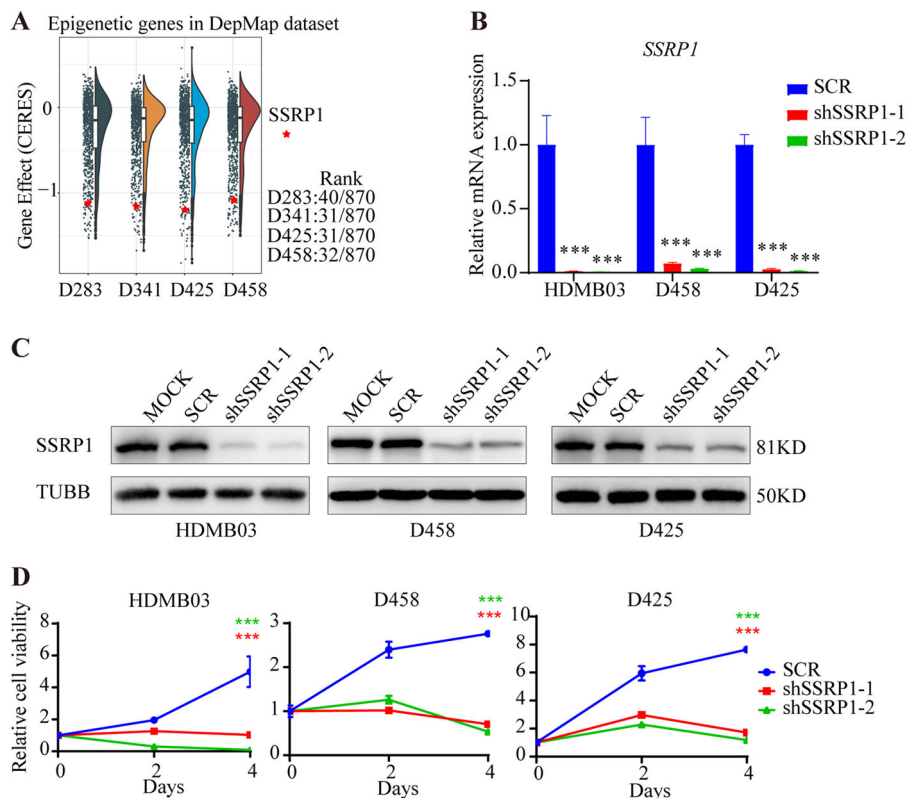 A
Epigenetic genes in DepMap dataset
Gene Effect (CERES)
0
−1
SSRP1
Rank
D283:40/870
D341:31/870
D425:31/870
D458:32/870
D283 D341 D425 D458
B
SSRP1
Relative mRNA expression
1.5
1.0
0.5
0.0
SCR
shSSRP1-1
shSSRP1-2
*** *** *** *** *** ***
HDMB03 D458 D425
C
MOCK SCR shSSRP1-1 shSSRP1-2 MOCK SCR shSSRP1-1 shSSRP1-2 MOCK SCR shSSRP1-1 shSSRP1-2
SSRP1 81KD
TUBB 50KD
HDMB03 D458 D425
D
Relative cell viability
HDMB03
8
6
4
2
0
***
***
0 2 4
Days
D458
3
2
1
0
***
***
0 2 4
Days
D425
10
8
6
4
2
0
***
***
0 2 4
Days
SCR
shSSRP1-1
shSSRP1-2